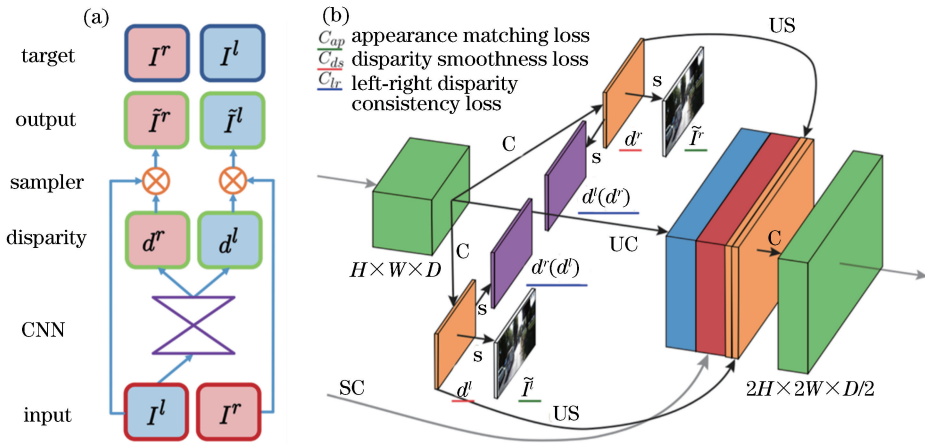 (a)
target
I^r
I^l
output
Ĩ^r
Ĩ^l
sampler
disparity
d^r
d^l
CNN
input
I^l
I^r
(b)
C_ap appearance matching loss
C_ds disparity smoothness loss
C_lr left-right disparity
consistency loss
US
s
C
d^r
Ĩ^r
s
d^l(d^r)
UC
C
H×W×D
d^r(d^l)
s
s
C
SC
d^l
Ĩ^l
US
2H×2W×D/2